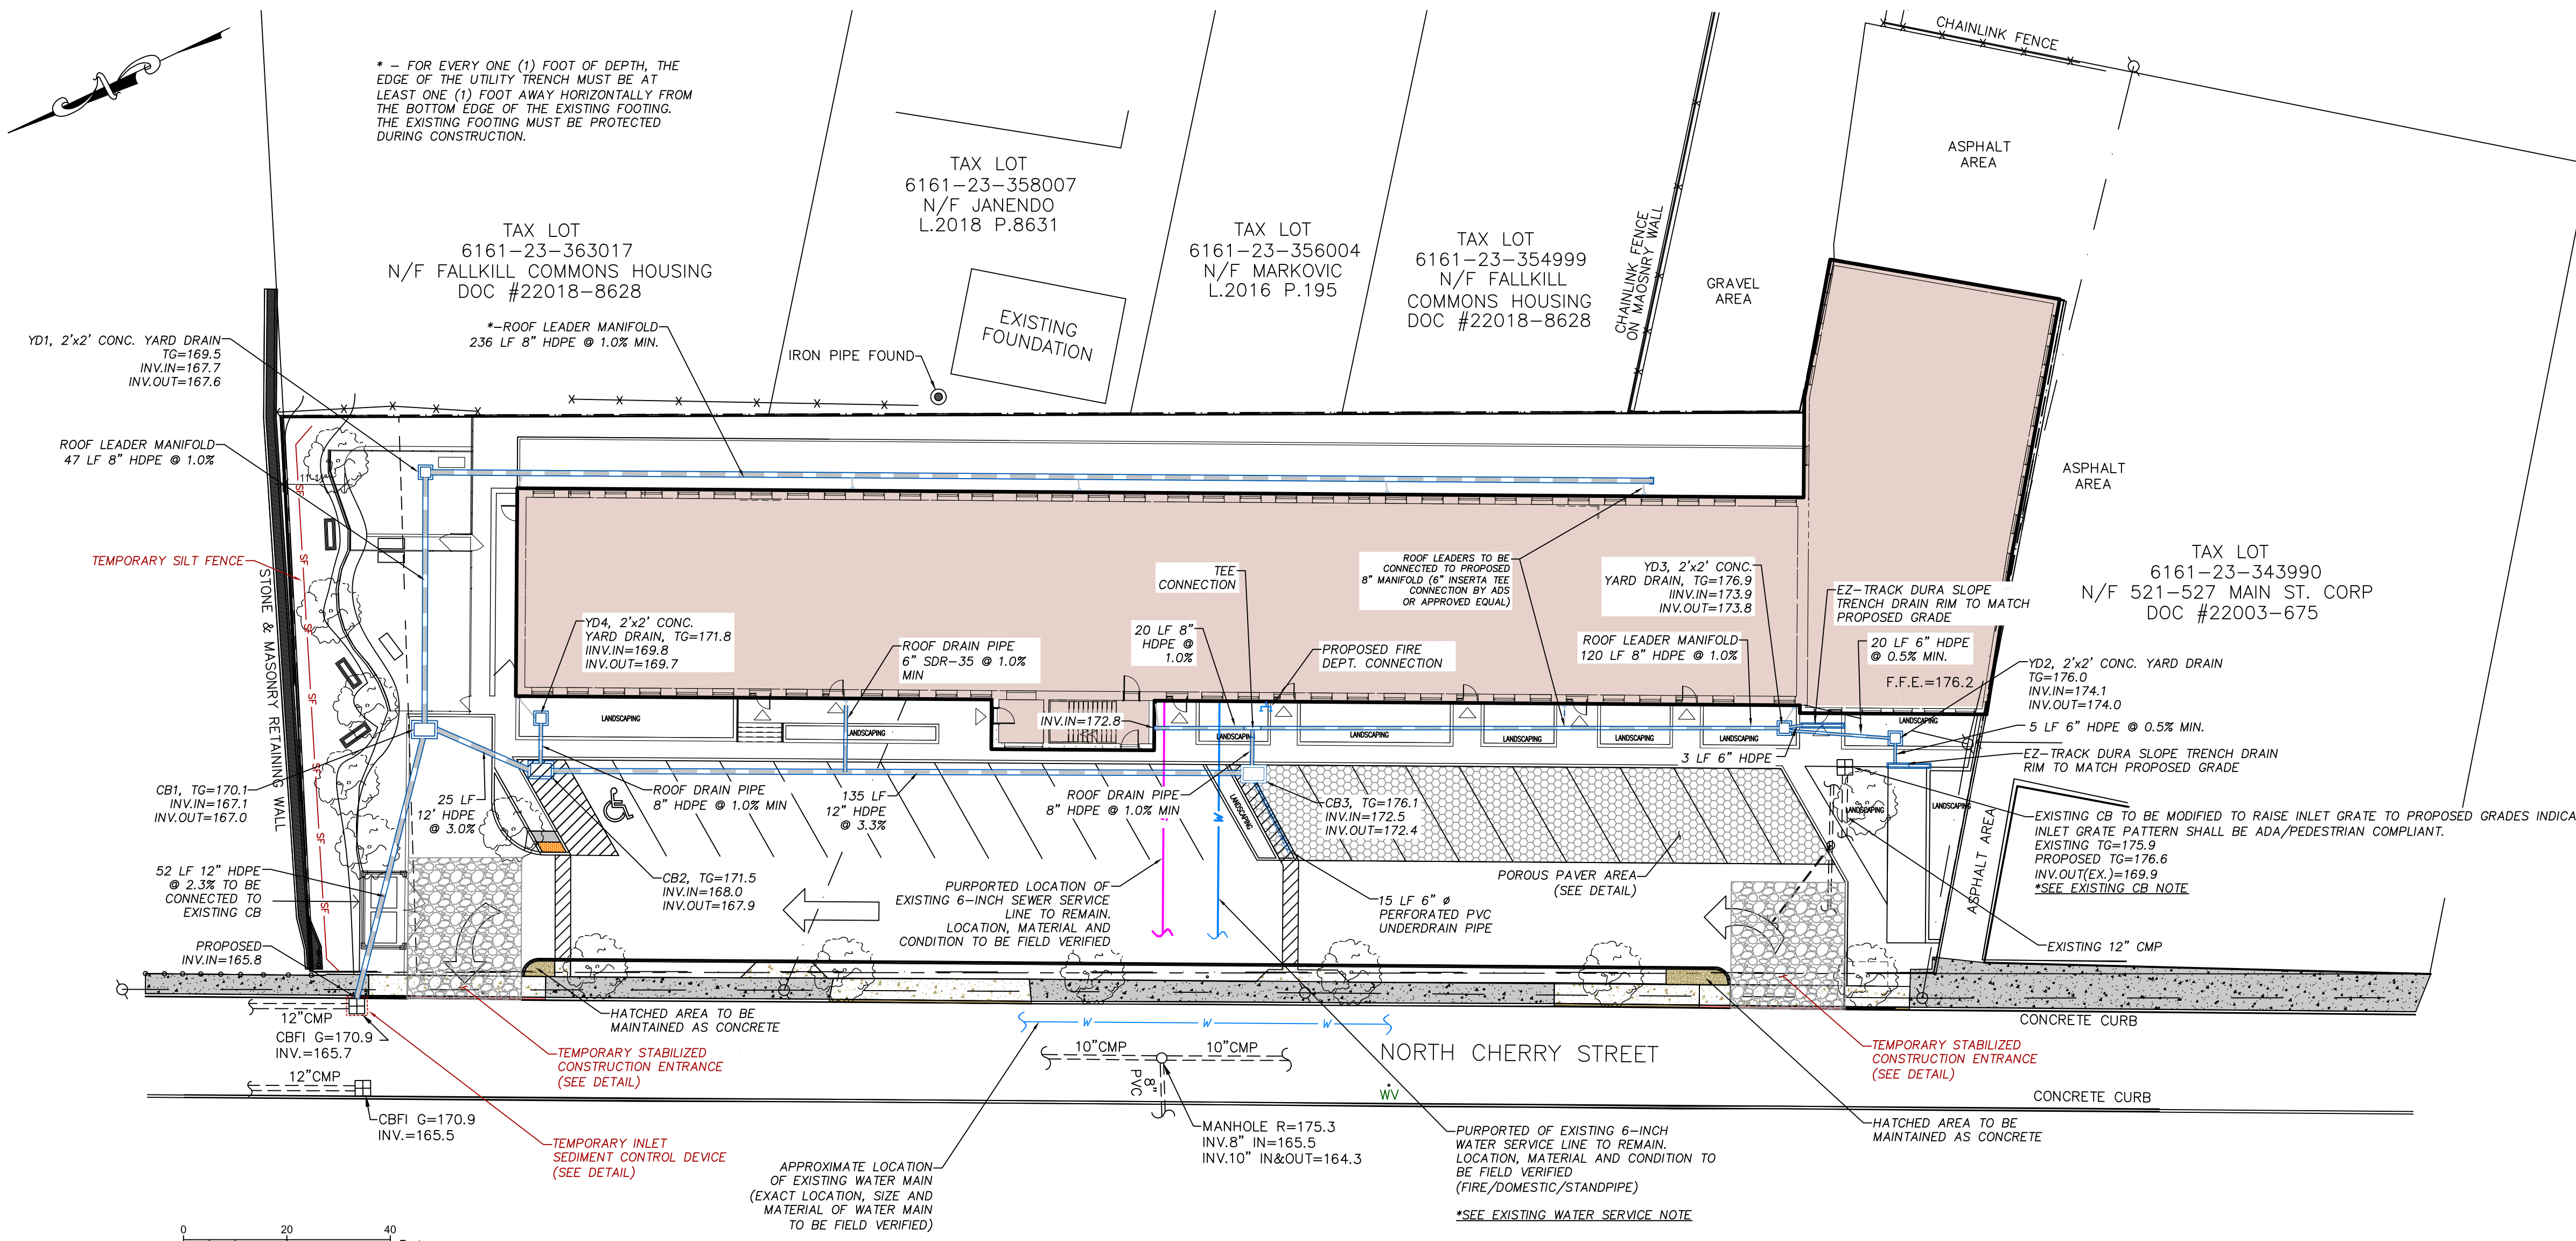 * – FOR EVERY ONE (1) FOOT OF DEPTH, THE
EDGE OF THE UTILITY TRENCH MUST BE AT
LEAST ONE (1) FOOT AWAY HORIZONTALLY FROM
THE BOTTOM EDGE OF THE EXISTING FOOTING.
THE EXISTING FOOTING MUST BE PROTECTED
DURING CONSTRUCTION.
CHAINLINK FENCE
ASPHALT
AREA
TAX LOT
6161-23-358007
N/F JANENDO
L.2018 P.8631
TAX LOT
6161-23-363017
N/F FALLKILL COMMONS HOUSING
DOC #22018-8628
TAX LOT
6161-23-356004
N/F MARKOVIC
L.2016 P.195
TAX LOT
6161-23-354999
N/F FALLKILL
COMMONS HOUSING
DOC #22018-8628
CHAINLINK FENCE
ON MAOSNRY WALL
GRAVEL
AREA
EXISTING
FOUNDATION
IRON PIPE FOUND
*-ROOF LEADER MANIFOLD
236 LF 8" HDPE @ 1.0% MIN.
YD1, 2'x2' CONC. YARD DRAIN
TG=169.5
INV.IN=167.7
INV.OUT=167.6
ROOF LEADER MANIFOLD
47 LF 8" HDPE @ 1.0%
TEMPORARY SILT FENCE
STONE & MASONRY RETAINING WALL
SF
SF
SF
SF
SF
SF
SF
ASPHALT
AREA
TAX LOT
6161-23-343990
N/F 521-527 MAIN ST. CORP
DOC #22003-675
YD4, 2'x2' CONC.
YARD DRAIN, TG=171.8
IINV.IN=169.8
INV.OUT=169.7
ROOF DRAIN PIPE
6" SDR-35 @ 1.0%
MIN
TEE
CONNECTION
20 LF 8"
HDPE @
1.0%
PROPOSED FIRE
DEPT. CONNECTION
ROOF LEADERS TO BE
CONNECTED TO PROPOSED
8" MANIFOLD (6" INSERTA TEE
CONNECTION BY ADS
OR APPROVED EQUAL)
YD3, 2'x2' CONC.
YARD DRAIN, TG=176.9
IINV.IN=173.9
INV.OUT=173.8
ROOF LEADER MANIFOLD
120 LF 8" HDPE @ 1.0%
EZ-TRACK DURA SLOPE
TRENCH DRAIN RIM TO MATCH
PROPOSED GRADE
20 LF 6" HDPE
@ 0.5% MIN.
F.F.E.=176.2
YD2, 2'x2' CONC. YARD DRAIN
TG=176.0
INV.IN=174.1
INV.OUT=174.0
5 LF 6" HDPE @ 0.5% MIN.
EZ-TRACK DURA SLOPE TRENCH DRAIN
RIM TO MATCH PROPOSED GRADE
INV.IN=172.8
LANDSCAPING
LANDSCAPING
LANDSCAPING
LANDSCAPING
LANDSCAPING
LANDSCAPING
LANDSCAPING
LANDSCAPING
LANDSCAPING
LANDSCAPING
LANDSCAPING
3 LF 6" HDPE
CB1, TG=170.1
INV.IN=167.1
INV.OUT=167.0
25 LF
12' HDPE
@ 3.0%
ROOF DRAIN PIPE
8" HDPE @ 1.0% MIN
135 LF
12" HDPE
@ 3.3%
ROOF DRAIN PIPE
8" HDPE @ 1.0% MIN
W
CB3, TG=176.1
INV.IN=172.5
INV.OUT=172.4
EXISTING CB TO BE MODIFIED TO RAISE INLET GRATE TO PROPOSED GRADES INDICA
INLET GRATE PATTERN SHALL BE ADA/PEDESTRIAN COMPLIANT.
EXISTING TG=175.9
PROPOSED TG=176.6
INV.OUT(EX.)=169.9
*SEE EXISTING CB NOTE
ASPHALT AREA
52 LF 12" HDPE
@ 2.3% TO BE
CONNECTED TO
EXISTING CB
CB2, TG=171.5
INV.IN=168.0
INV.OUT=167.9
PURPORTED LOCATION OF
EXISTING 6-INCH SEWER SERVICE
LINE TO REMAIN.
LOCATION, MATERIAL AND
CONDITION TO BE FIELD VERIFIED
POROUS PAVER AREA
(SEE DETAIL)
15 LF 6" ø
PERFORATED PVC
UNDERDRAIN PIPE
PROPOSED
INV.IN=165.8
EXISTING 12" CMP
12"CMP
CBFI G=170.9
INV.=165.7
HATCHED AREA TO BE
MAINTAINED AS CONCRETE
TEMPORARY STABILIZED
CONSTRUCTION ENTRANCE
(SEE DETAIL)
W
W
W
10"CMP
10"CMP
8"
PVC
NORTH CHERRY STREET
WV
CONCRETE CURB
TEMPORARY STABILIZED
CONSTRUCTION ENTRANCE
(SEE DETAIL)
CONCRETE CURB
12"CMP
CBFI G=170.9
INV.=165.5
TEMPORARY INLET
SEDIMENT CONTROL DEVICE
(SEE DETAIL)
MANHOLE R=175.3
INV.8" IN=165.5
INV.10" IN&OUT=164.3
PURPORTED OF EXISTING 6-INCH
WATER SERVICE LINE TO REMAIN.
LOCATION, MATERIAL AND CONDITION TO
BE FIELD VERIFIED
(FIRE/DOMESTIC/STANDPIPE)
*SEE EXISTING WATER SERVICE NOTE
HATCHED AREA TO BE
MAINTAINED AS CONCRETE
APPROXIMATE LOCATION
OF EXISTING WATER MAIN
(EXACT LOCATION, SIZE AND
MATERIAL OF WATER MAIN
TO BE FIELD VERIFIED)
0 20 40